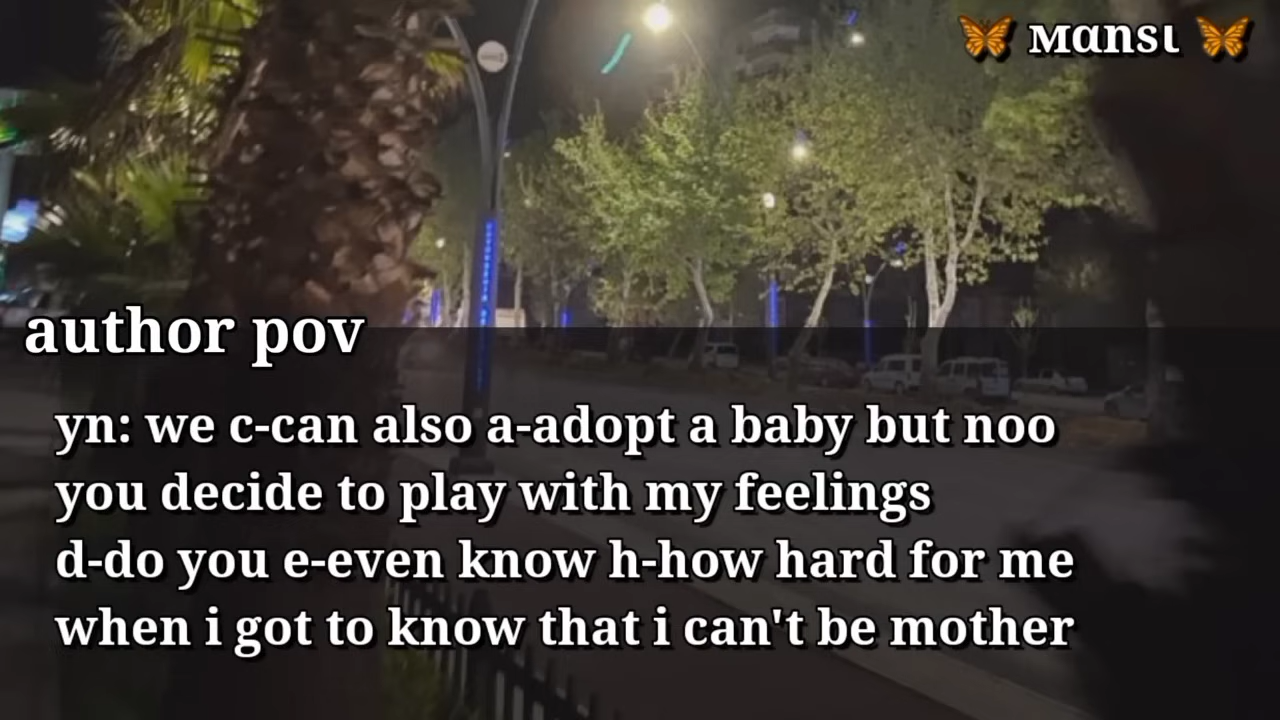 🦋 мαnsι 🦋
author pov
yn: we c-can also a-adopt a baby but noo
you decide to play with my feelings
d-do you e-even know h-how hard for me
when i got to know that i can't be mother